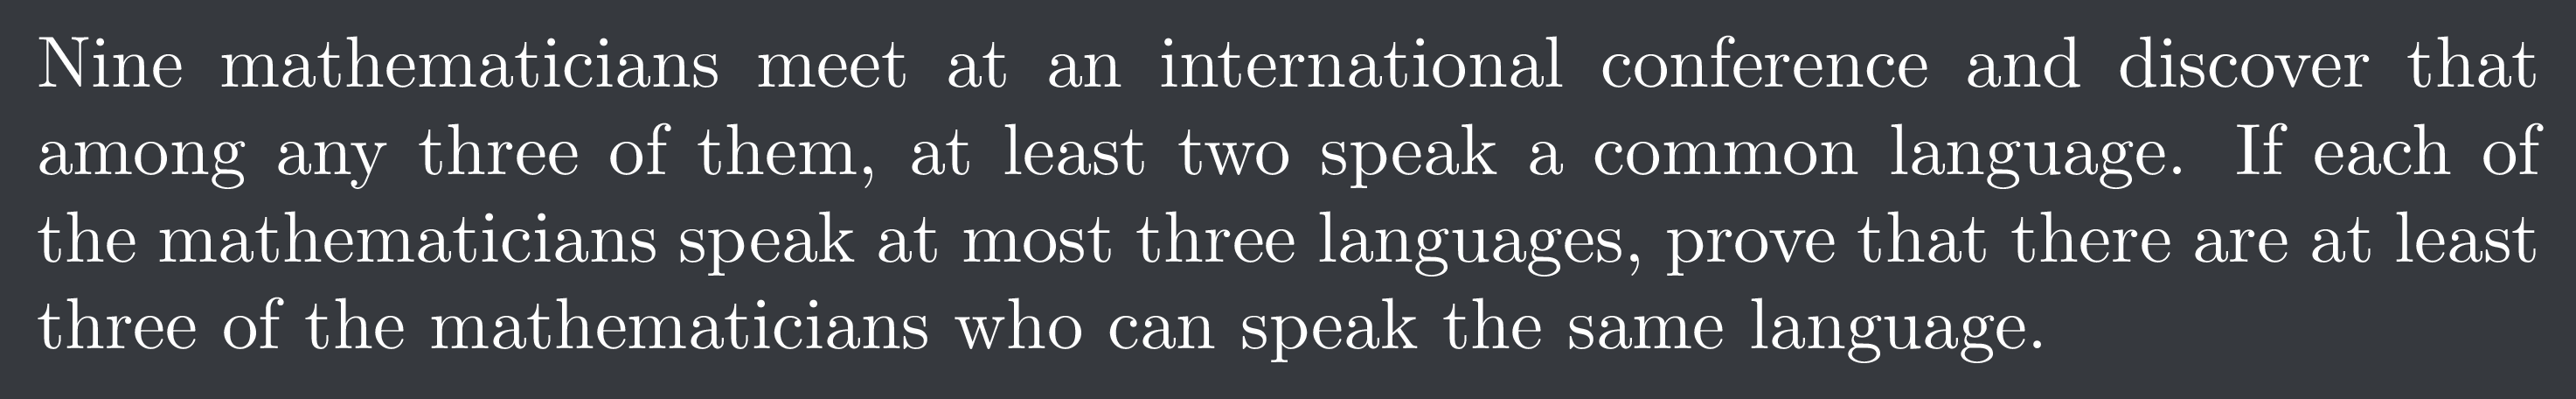 Nine mathematicians meet at an international conference and discover that
among any three of them, at least two speak a common language. If each of
the mathematicians speak at most three languages, prove that there are at least
three of the mathematicians who can speak the same language.